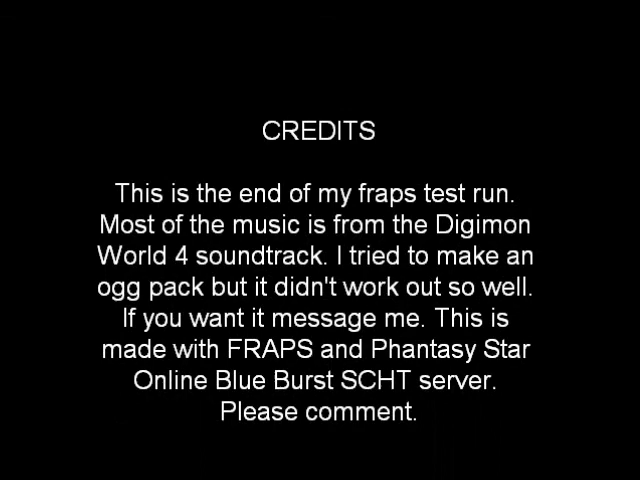 CREDITS
This is the end of my fraps test run.
Most of the music is from the Digimon
World 4 soundtrack. I tried to make an
ogg pack but it didn't work out so well.
If you want it message me. This is
made with FRAPS and Phantasy Star
Online Blue Burst SCHT server.
Please comment.